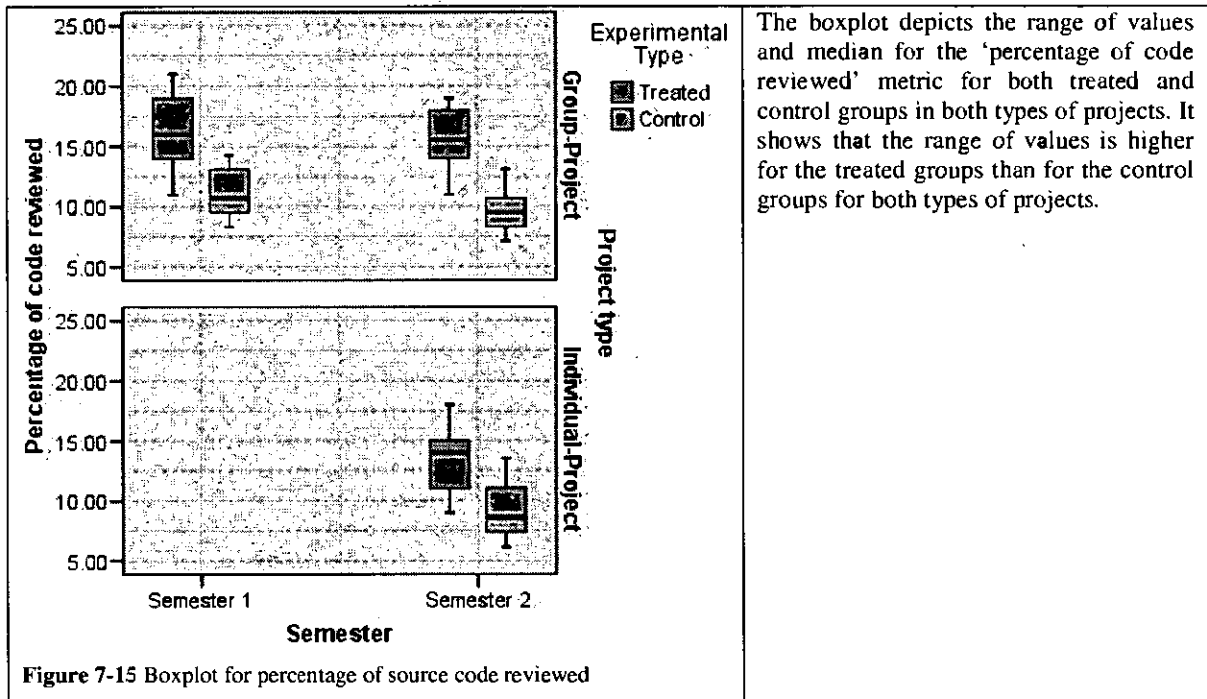 25.00
20.00
15.00
10.00
5.00
25.00
20.00
15.00
10.00
5.00
Percentage of code reviewed
Group-Project
Individual-Project
Project type
Experimental
Type
Treated
Control
Semester 1
Semester 2
Semester
Figure 7-15 Boxplot for percentage of source code reviewed
The boxplot depicts the range of values
and median for the ‘percentage of code
reviewed’ metric for both treated and
control groups in both types of projects. It
shows that the range of values is higher
for the treated groups than for the control
groups for both types of projects.